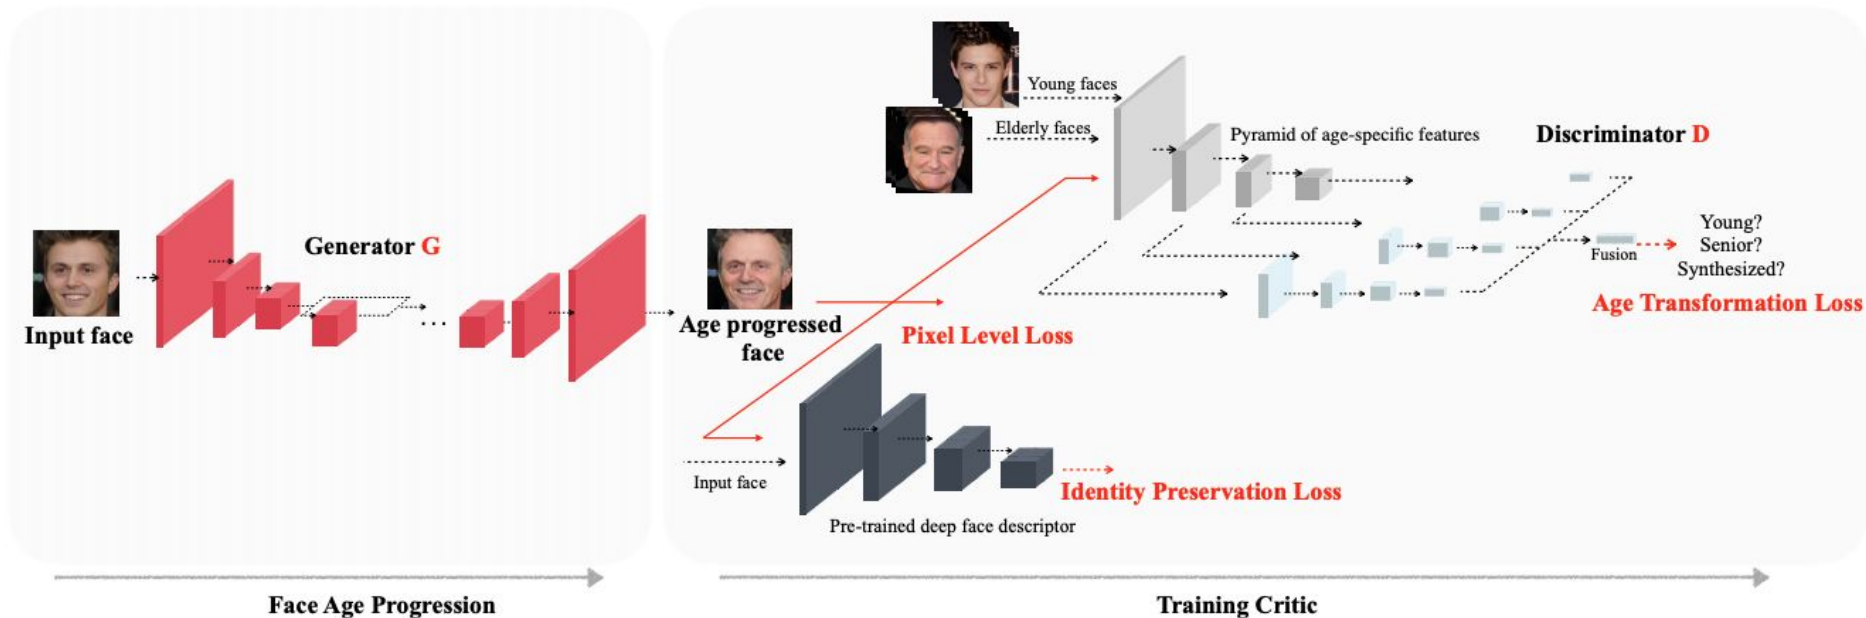 Input face
Generator G
...
Age progressed
face
Young faces
Elderly faces
Pyramid of age-specific features
Discriminator D
Fusion
Young?
Senior?
Synthesized?
Age Transformation Loss
Pixel Level Loss
Input face
Identity Preservation Loss
Pre-trained deep face descriptor
Face Age Progression
Training Critic